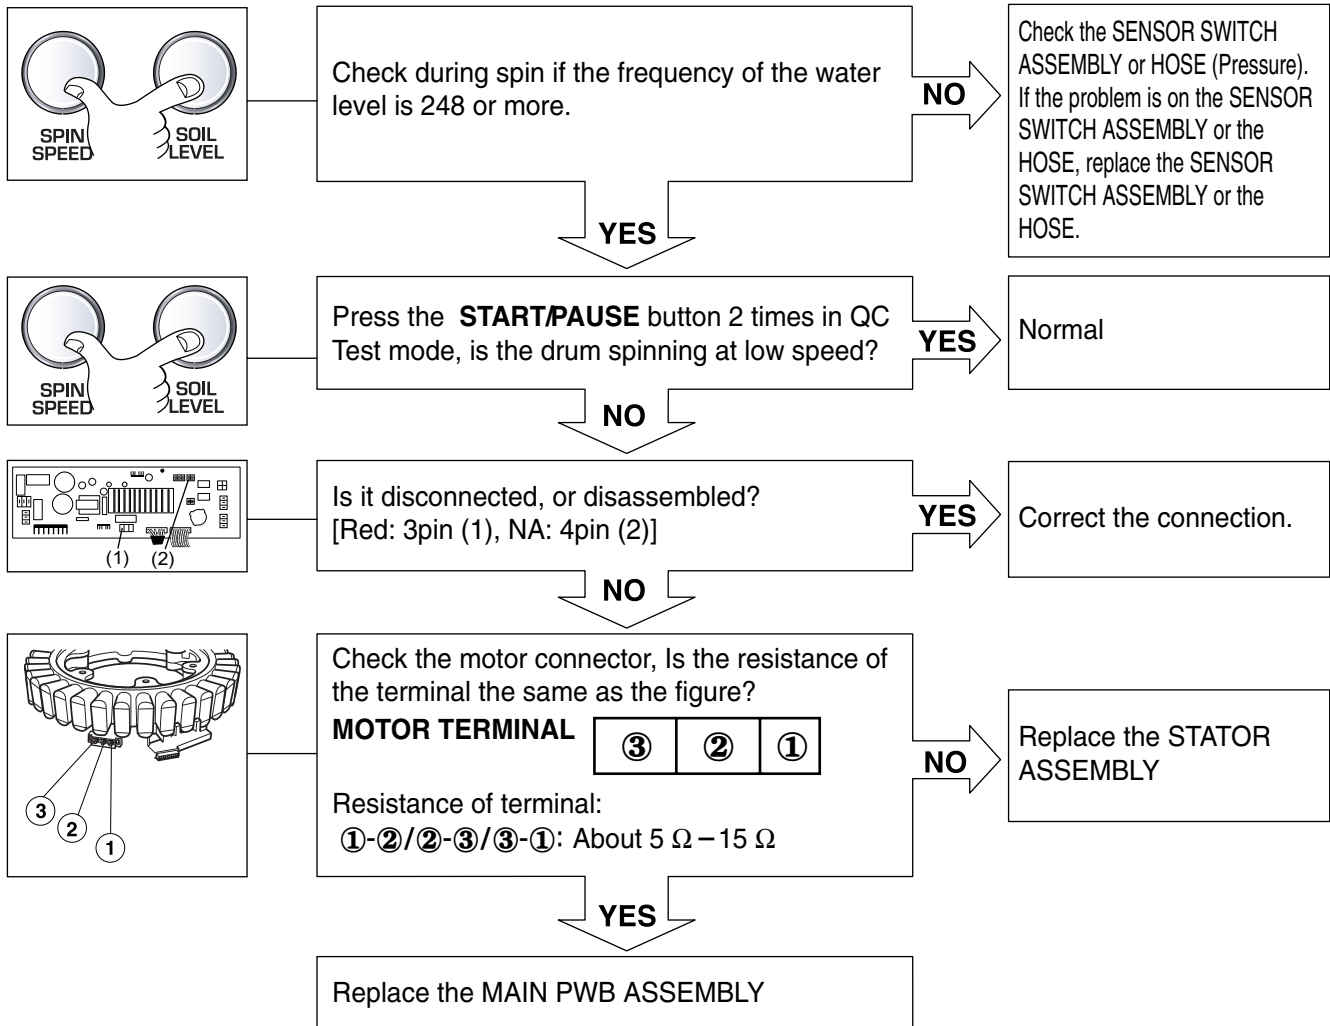 SPIN
SPEED
SOIL
LEVEL
Check during spin if the frequency of the water
level is 248 or more.
NO
Check the SENSOR SWITCH
ASSEMBLY or HOSE (Pressure).
If the problem is on the SENSOR
SWITCH ASSEMBLY or the
HOSE, replace the SENSOR
SWITCH ASSEMBLY or the
HOSE.
YES
SPIN
SPEED
SOIL
LEVEL
Press the START/PAUSE button 2 times in QC
Test mode, is the drum spinning at low speed?
YES
Normal
NO
(1) (2)
Is it disconnected, or disassembled?
[Red: 3pin (1), NA: 4pin (2)]
YES
Correct the connection.
NO
3
2
1
Check the motor connector, Is the resistance of
the terminal the same as the figure?
MOTOR TERMINAL
③ ② ①
Resistance of terminal:
①-②/②-③/③-①: About 5 Ω – 15 Ω
NO
Replace the STATOR
ASSEMBLY
YES
Replace the MAIN PWB ASSEMBLY